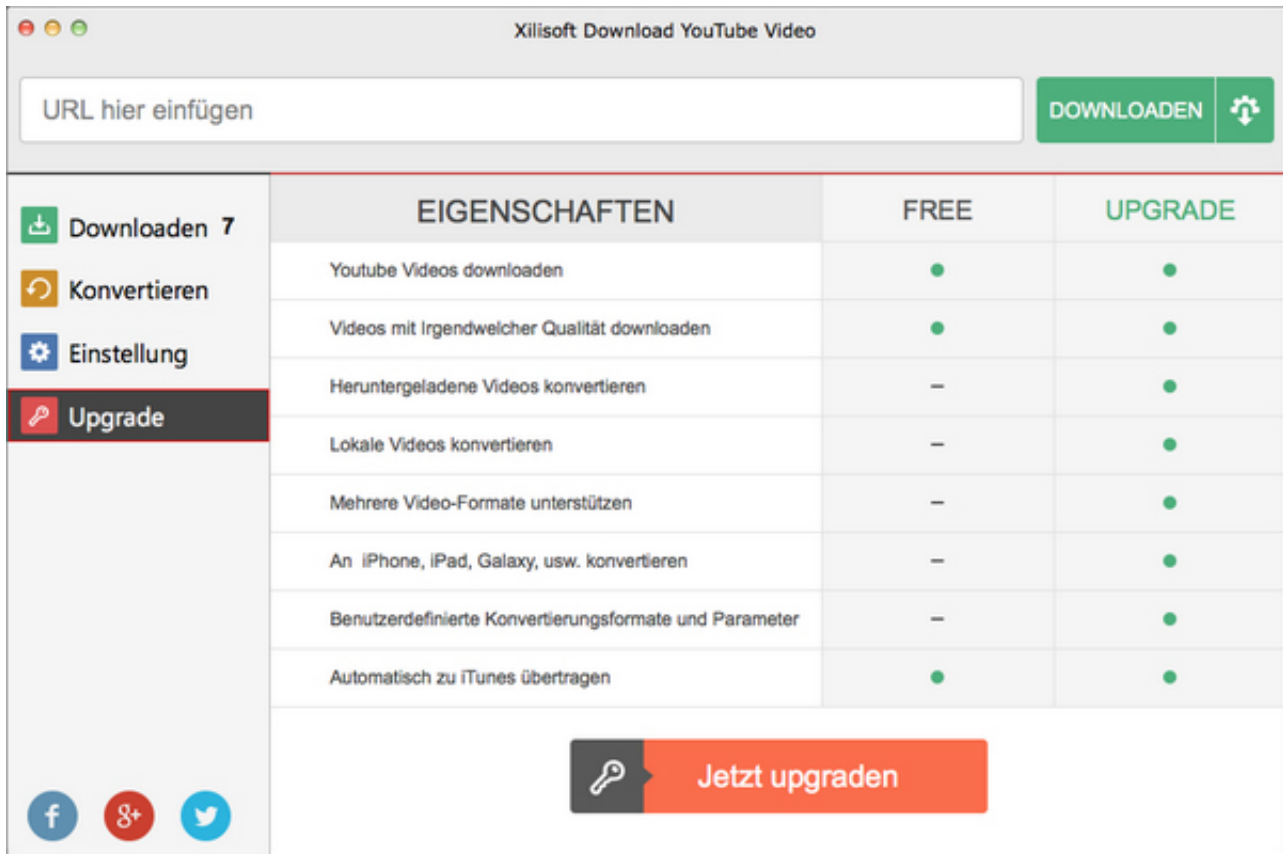 Xilisoft Download YouTube Video
URL hier einfügen
DOWNLOADEN
Downloaden 7
Konvertieren
Einstellung
Upgrade
EIGENSCHAFTEN FREE UPGRADE
Youtube Videos downloaden
Videos mit Irgendwelcher Qualität downloaden
Heruntergeladene Videos konvertieren –
Lokale Videos konvertieren –
Mehrere Video-Formate unterstützen –
An iPhone, iPad, Galaxy, usw. konvertieren –
Benutzerdefinierte Konvertierungsformate und Parameter –
Automatisch zu iTunes übertragen
Jetzt upgraden
f 8+